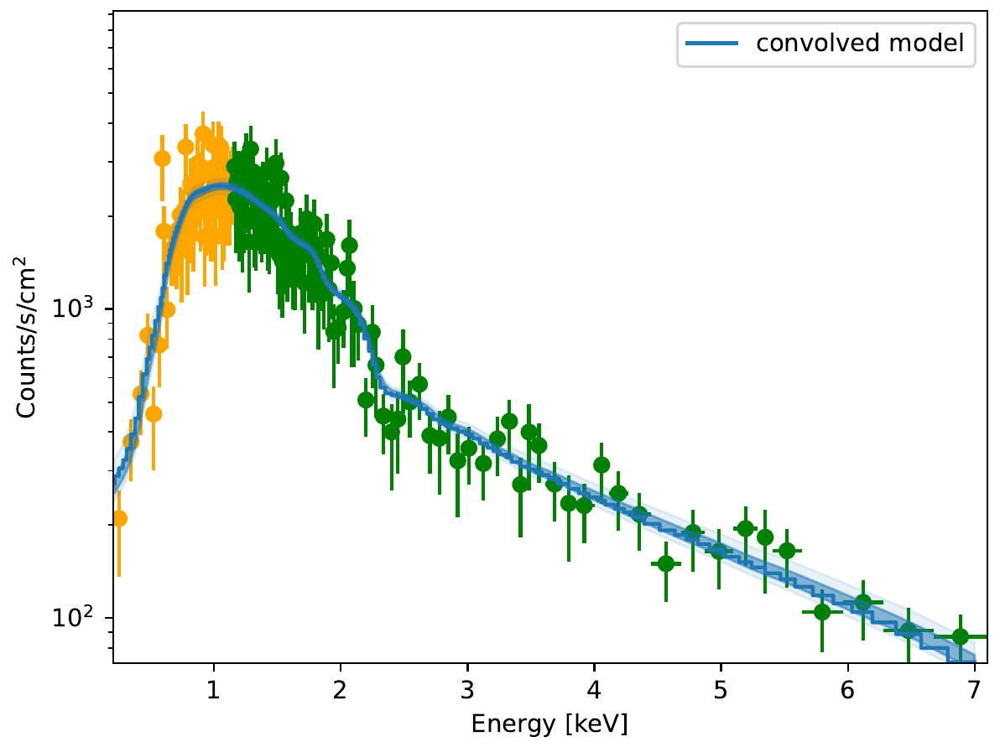 convolved model
Counts/s/cm²
10³
10²
1 2 3 4 5 6 7
Energy [keV]